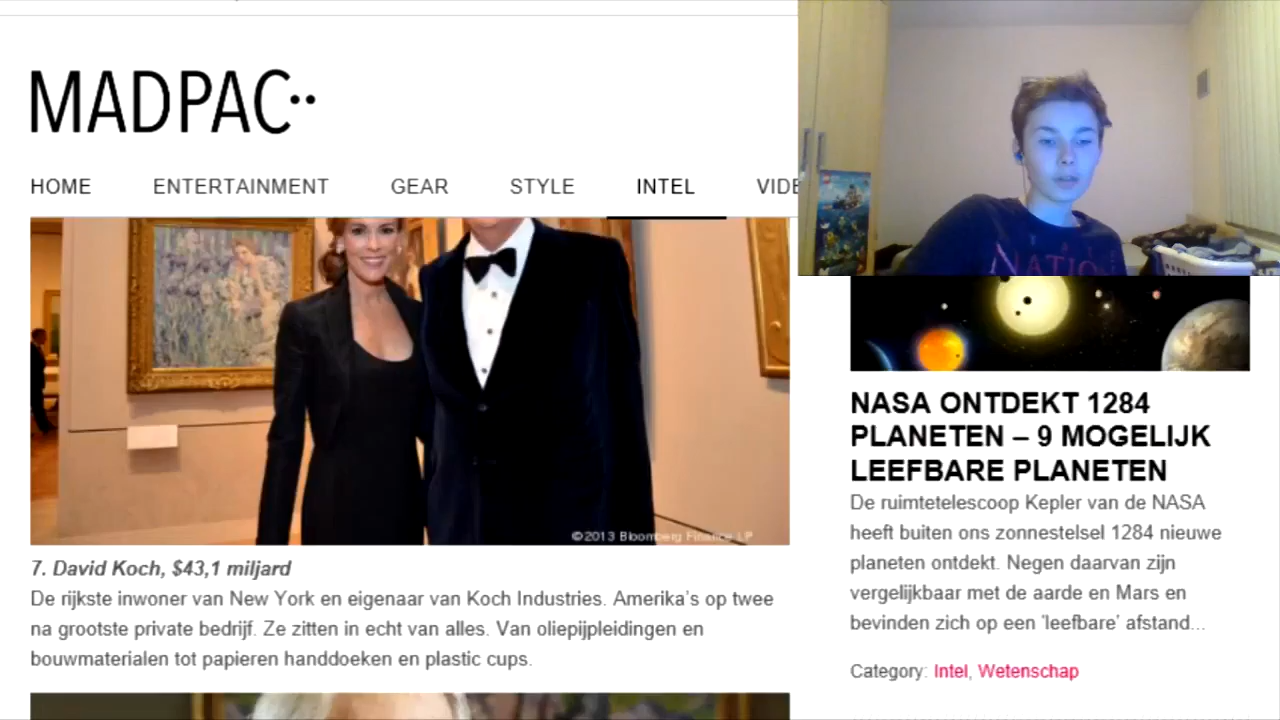 MADPAC··
HOME ENTERTAINMENT GEAR STYLE INTEL
©2013 Bloomberg Finance LP
7. David Koch, $43,1 miljard
De rijkste inwoner van New York en eigenaar van Koch Industries. Amerika's op twee
na grootste private bedrijf. Ze zitten in echt van alles. Van oliepijpleidingen en
bouwmaterialen tot papieren handdoeken en plastic cups.
NATIO
NASA ONTDEKT 1284
PLANETEN – 9 MOGELIJK
LEEFBARE PLANETEN
De ruimtetelescoop Kepler van de NASA
heeft buiten ons zonnestelsel 1284 nieuwe
planeten ontdekt. Negen daarvan zijn
vergelijkbaar met de aarde en Mars en
bevinden zich op een 'leefbare' afstand...
Category: Intel, Wetenschap